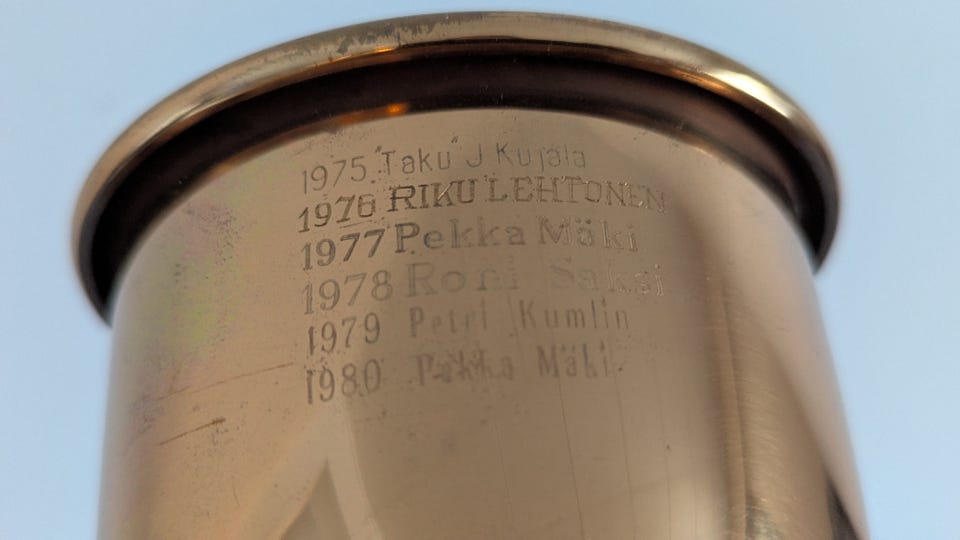 1975 "Taku" J Kujala
1976 RIKU LEHTONEN
1977 Pekka Mäki
1978 Roni Saksi
1979 Petri Kumlin
1980 Pekka Mäki